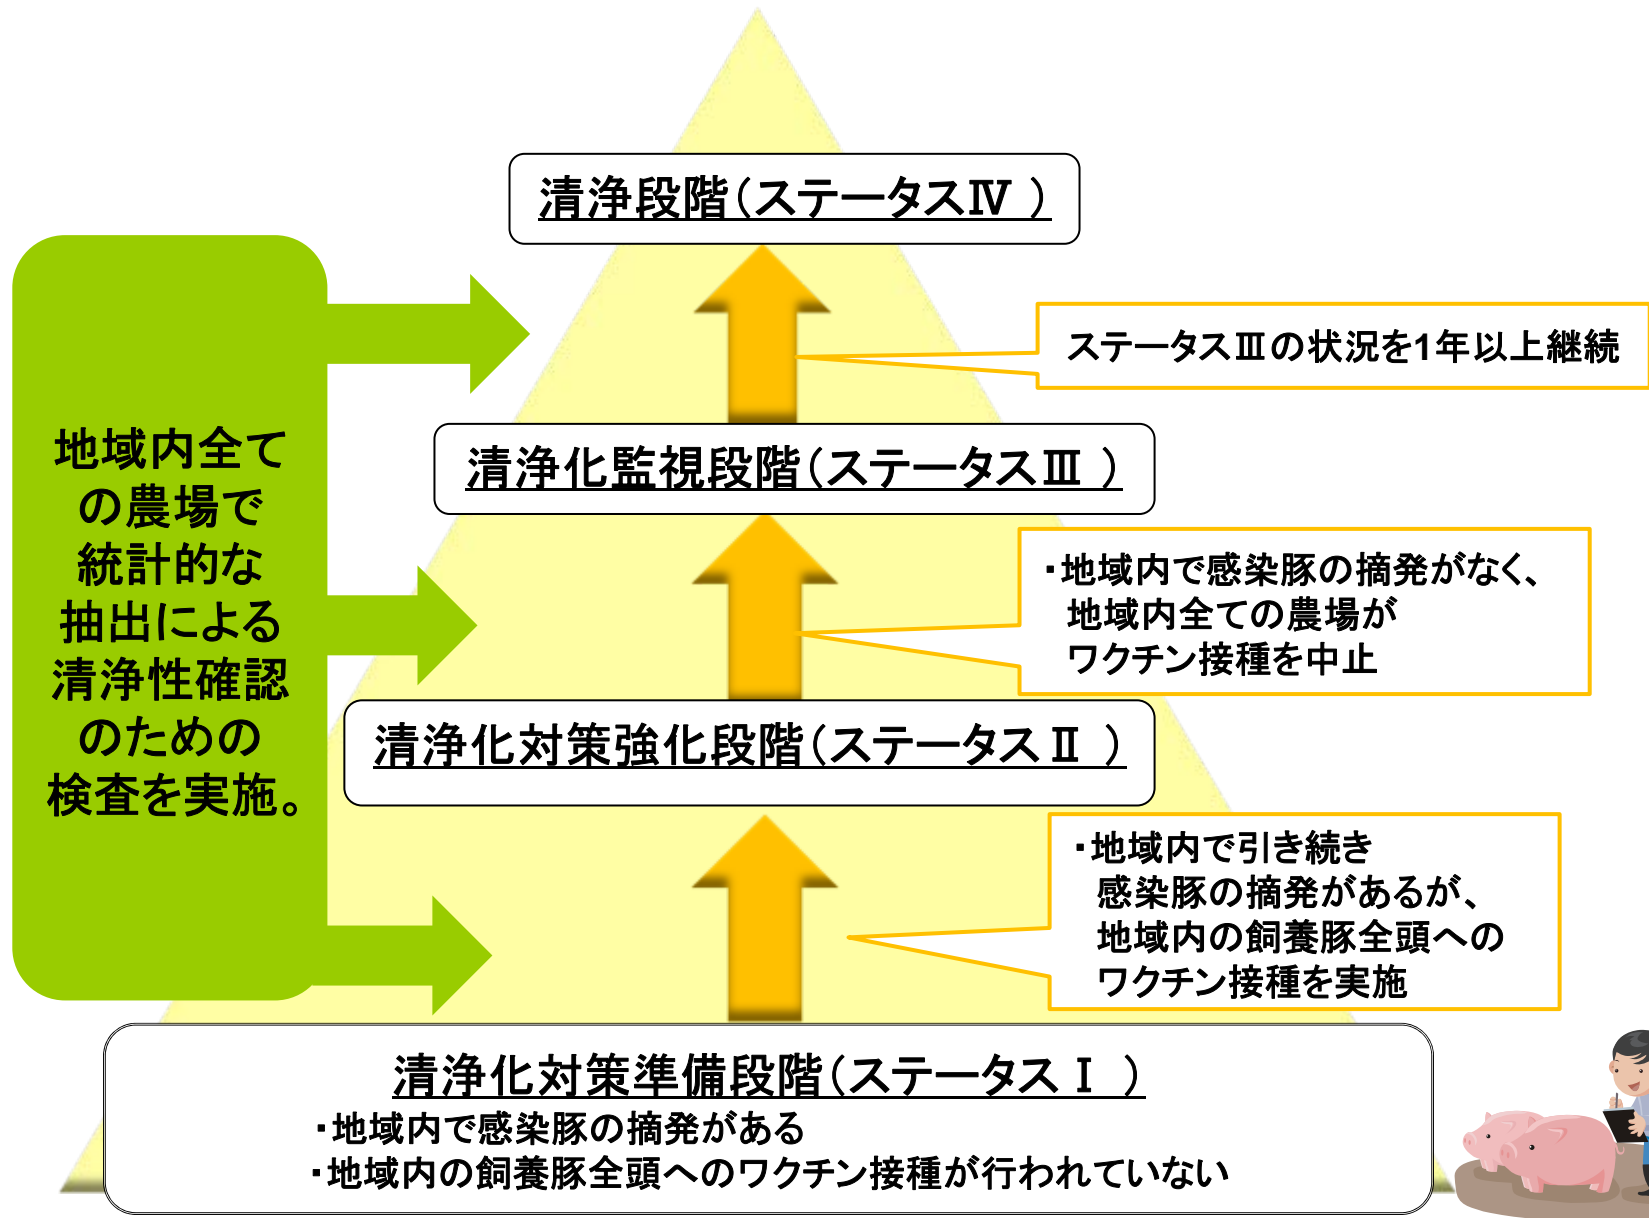 清浄段階(ステータスⅣ )
ステータスⅢの状況を1年以上継続
清浄化監視段階(ステータスⅢ )
・地域内で感染豚の摘発がなく、
地域内全ての農場が
ワクチン接種を中止
清浄化対策強化段階(ステータスⅡ )
・地域内で引き続き
感染豚の摘発があるが、
地域内の飼養豚全頭への
ワクチン接種を実施
清浄化対策準備段階(ステータスⅠ )
・地域内で感染豚の摘発がある
・地域内の飼養豚全頭へのワクチン接種が行われていない
地域内全て
の農場で
統計的な
抽出による
清浄性確認
のための
検査を実施。